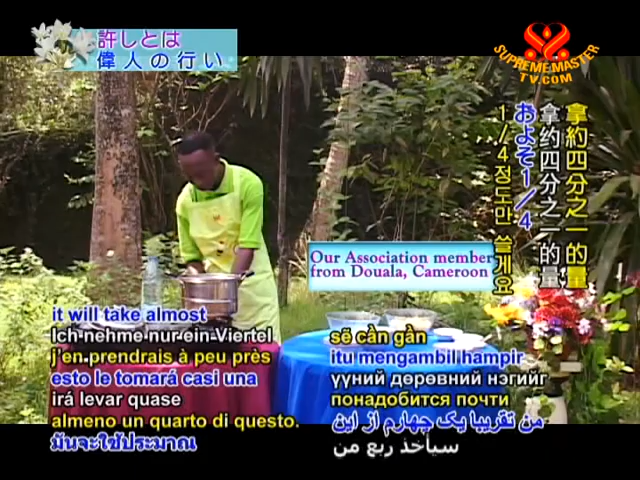 許しとは
偉人の行い
SUPREME MASTER
TV.COM
拿約四分之一的量
拿约四分之一的量
およそ1/4
1/4정도만 쓸게요
Our Association member
from Douala, Cameroon
it will take almost
Ich nehme nur ein Viertel
j'en prendrais à peu près
esto le tomará casi una
irá levar quase
almeno un quarto di questo.
มันจะใช้ประมาณ
sẽ cần gần
itu mengambil hampir
үүний дөрөвний нэгийг
понадобится почти
من تقریبا یک چهارم از این
سيأخذ ربع من